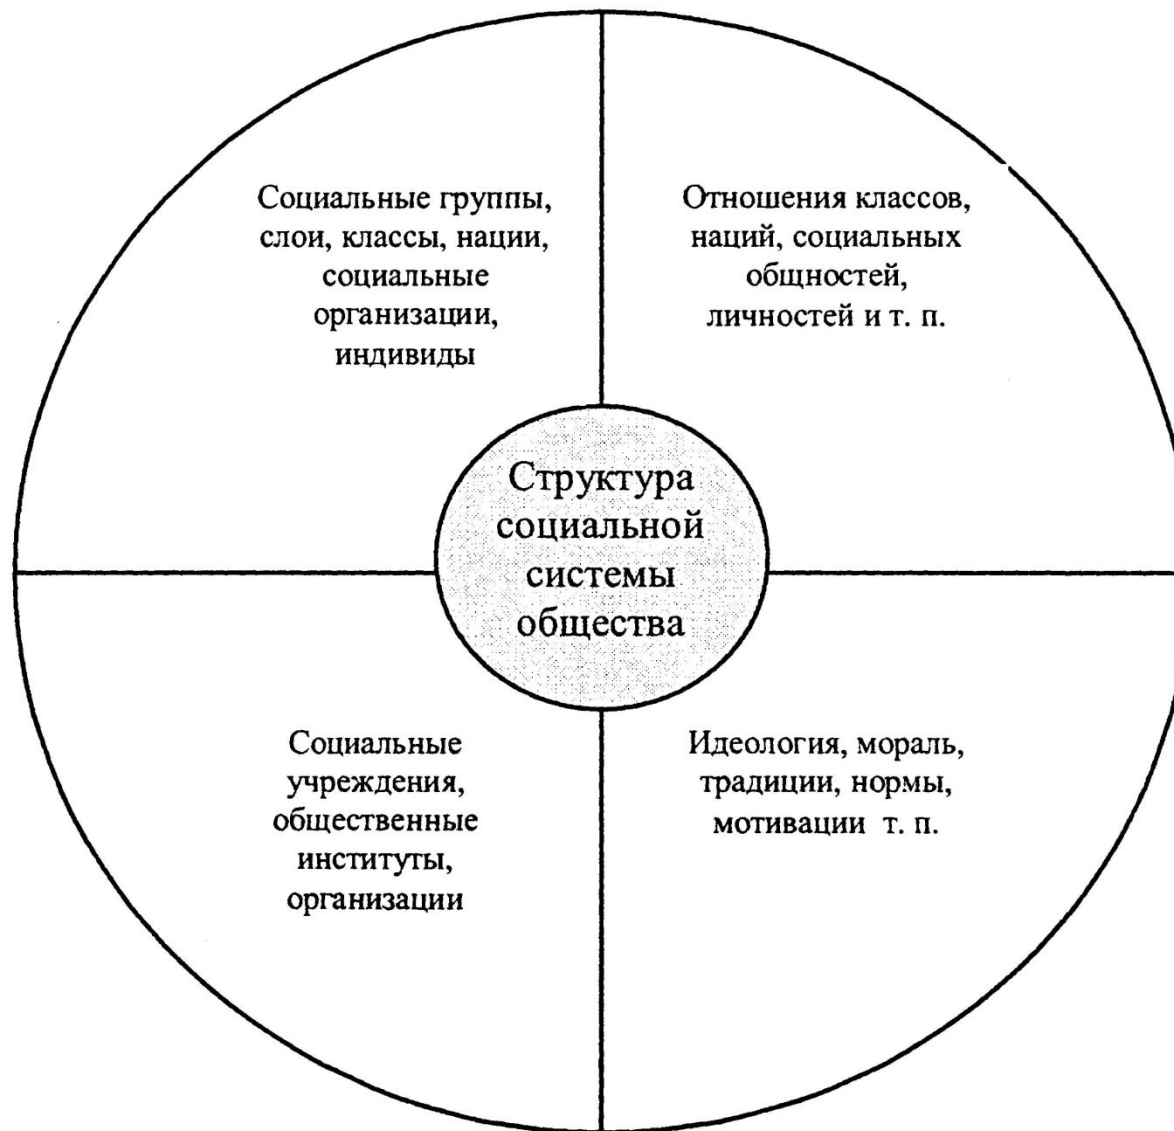 Социальные группы,
слои, классы, нации,
социальные
организации,
индивиды
Отношения классов,
наций, социальных
общностей,
личностей и т. п.
Структура
социальной
системы
общества
Социальные
учреждения,
общественные
институты,
организации
Идеология, мораль,
традиции, нормы,
мотивации т. п.